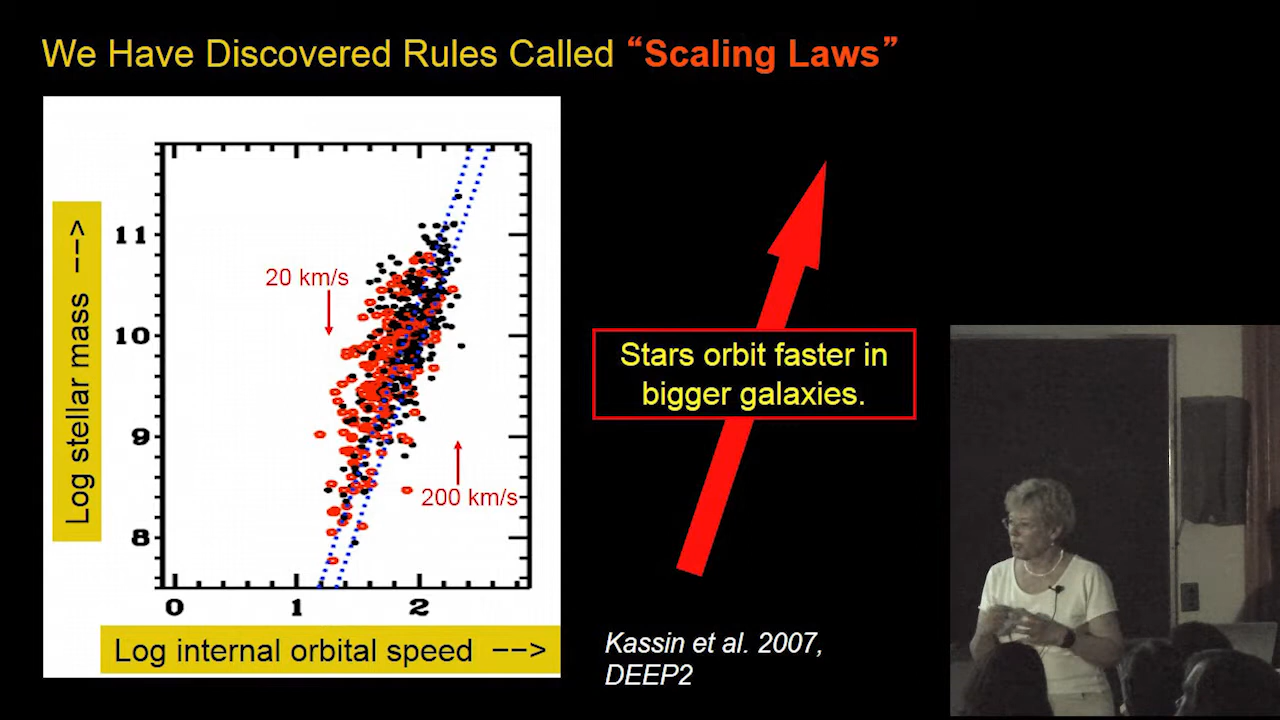 We Have Discovered Rules Called “Scaling Laws”
11
10
9
8
0 1 2
20 km/s
200 km/s
Log stellar mass -->
Log internal orbital speed -->
Stars orbit faster in
bigger galaxies.
Kassin et al. 2007,
DEEP2